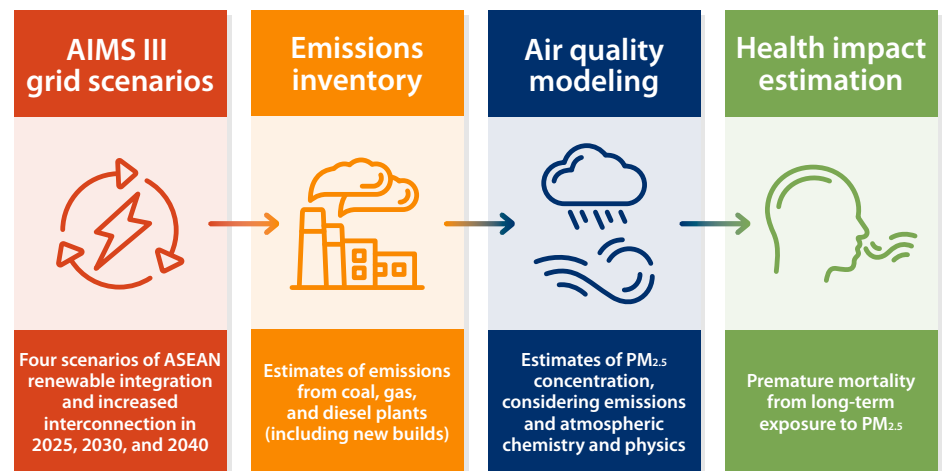 AIMS III
grid scenarios
Four scenarios of ASEAN
renewable integration
and increased
interconnection in
2025, 2030, and 2040
Emissions
inventory
Estimates of emissions
from coal, gas,
and diesel plants
(including new builds)
Air quality
modeling
Estimates of PM2.5
concentration,
considering emissions
and atmospheric
chemistry and physics
Health impact
estimation
Premature mortality
from long-term
exposure to PM2.5